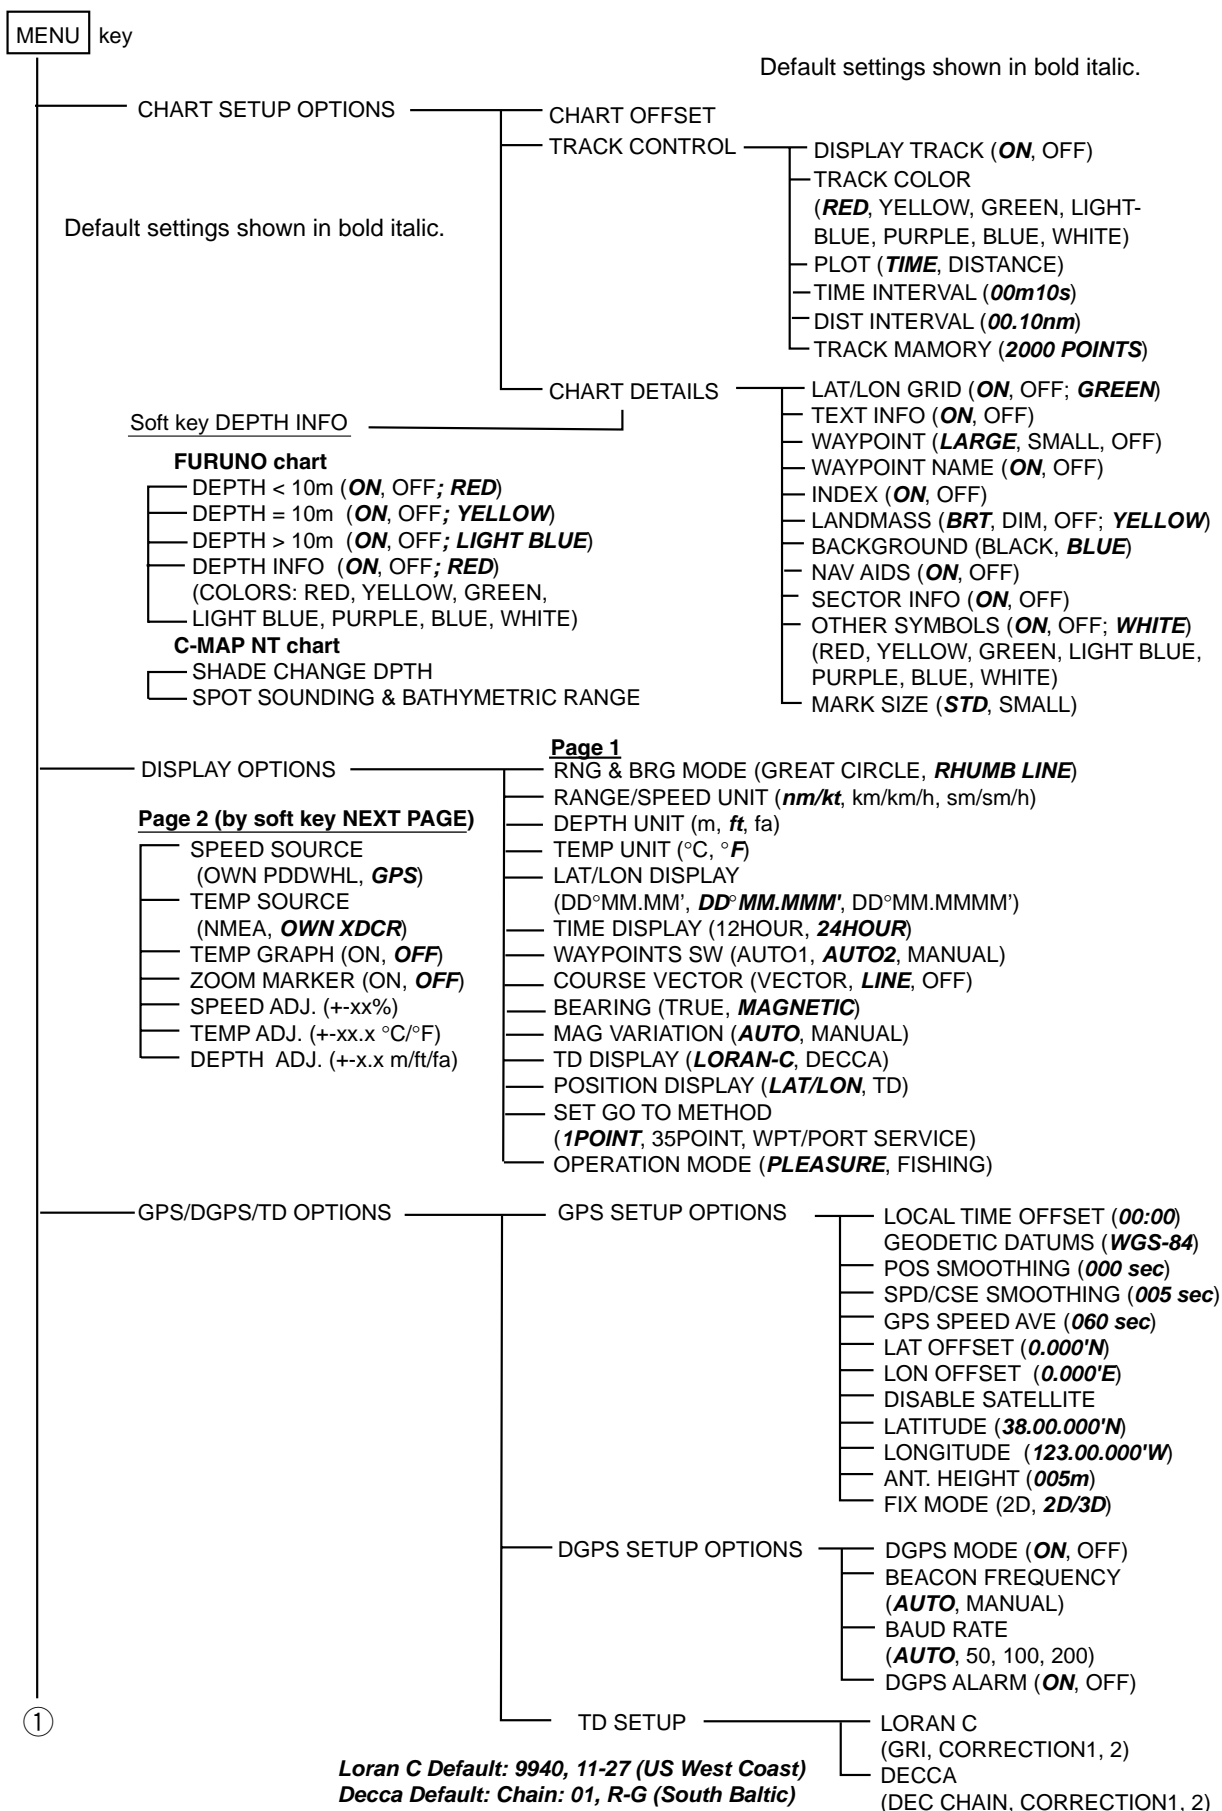 MENU key
Default settings shown in bold italic.
CHART SETUP OPTIONS
CHART OFFSET
TRACK CONTROL
DISPLAY TRACK (ON, OFF)
TRACK COLOR
(RED, YELLOW, GREEN, LIGHT-
BLUE, PURPLE, BLUE, WHITE)
PLOT (TIME, DISTANCE)
TIME INTERVAL (00m10s)
DIST INTERVAL (00.10nm)
TRACK MAMORY (2000 POINTS)
Default settings shown in bold italic.
CHART DETAILS
LAT/LON GRID (ON, OFF; GREEN)
TEXT INFO (ON, OFF)
WAYPOINT (LARGE, SMALL, OFF)
WAYPOINT NAME (ON, OFF)
INDEX (ON, OFF)
LANDMASS (BRT, DIM, OFF; YELLOW)
BACKGROUND (BLACK, BLUE)
NAV AIDS (ON, OFF)
SECTOR INFO (ON, OFF)
OTHER SYMBOLS (ON, OFF; WHITE)
(RED, YELLOW, GREEN, LIGHT BLUE,
PURPLE, BLUE, WHITE)
MARK SIZE (STD, SMALL)
Soft key DEPTH INFO
FURUNO chart
DEPTH < 10m (ON, OFF; RED)
DEPTH = 10m (ON, OFF; YELLOW)
DEPTH > 10m (ON, OFF; LIGHT BLUE)
DEPTH INFO (ON, OFF; RED)
(COLORS: RED, YELLOW, GREEN,
LIGHT BLUE, PURPLE, BLUE, WHITE)
C-MAP NT chart
SHADE CHANGE DPTH
SPOT SOUNDING & BATHYMETRIC RANGE
DISPLAY OPTIONS
Page 1
RNG & BRG MODE (GREAT CIRCLE, RHUMB LINE)
RANGE/SPEED UNIT (nm/kt, km/km/h, sm/sm/h)
DEPTH UNIT (m, ft, fa)
TEMP UNIT (°C, °F)
LAT/LON DISPLAY
(DD°MM.MM’, DD°MM.MMM', DD°MM.MMMM’)
TIME DISPLAY (12HOUR, 24HOUR)
WAYPOINTS SW (AUTO1, AUTO2, MANUAL)
COURSE VECTOR (VECTOR, LINE, OFF)
BEARING (TRUE, MAGNETIC)
MAG VARIATION (AUTO, MANUAL)
TD DISPLAY (LORAN-C, DECCA)
POSITION DISPLAY (LAT/LON, TD)
SET GO TO METHOD
(1POINT, 35POINT, WPT/PORT SERVICE)
OPERATION MODE (PLEASURE, FISHING)
Page 2 (by soft key NEXT PAGE)
SPEED SOURCE
(OWN PDDWHL, GPS)
TEMP SOURCE
(NMEA, OWN XDCR)
TEMP GRAPH (ON, OFF)
ZOOM MARKER (ON, OFF)
SPEED ADJ. (+-xx%)
TEMP ADJ. (+-xx.x °C/°F)
DEPTH ADJ. (+-x.x m/ft/fa)
GPS/DGPS/TD OPTIONS
GPS SETUP OPTIONS
LOCAL TIME OFFSET (00:00)
GEODETIC DATUMS (WGS-84)
POS SMOOTHING (000 sec)
SPD/CSE SMOOTHING (005 sec)
GPS SPEED AVE (060 sec)
LAT OFFSET (0.000'N)
LON OFFSET (0.000'E)
DISABLE SATELLITE
LATITUDE (38.00.000'N)
LONGITUDE (123.00.000'W)
ANT. HEIGHT (005m)
FIX MODE (2D, 2D/3D)
DGPS SETUP OPTIONS
DGPS MODE (ON, OFF)
BEACON FREQUENCY
(AUTO, MANUAL)
BAUD RATE
(AUTO, 50, 100, 200)
DGPS ALARM (ON, OFF)
TD SETUP
LORAN C
(GRI, CORRECTION1, 2)
DECCA
(DEC CHAIN, CORRECTION1, 2)
①
Loran C Default: 9940, 11-27 (US West Coast)
Decca Default: Chain: 01, R-G (South Baltic)